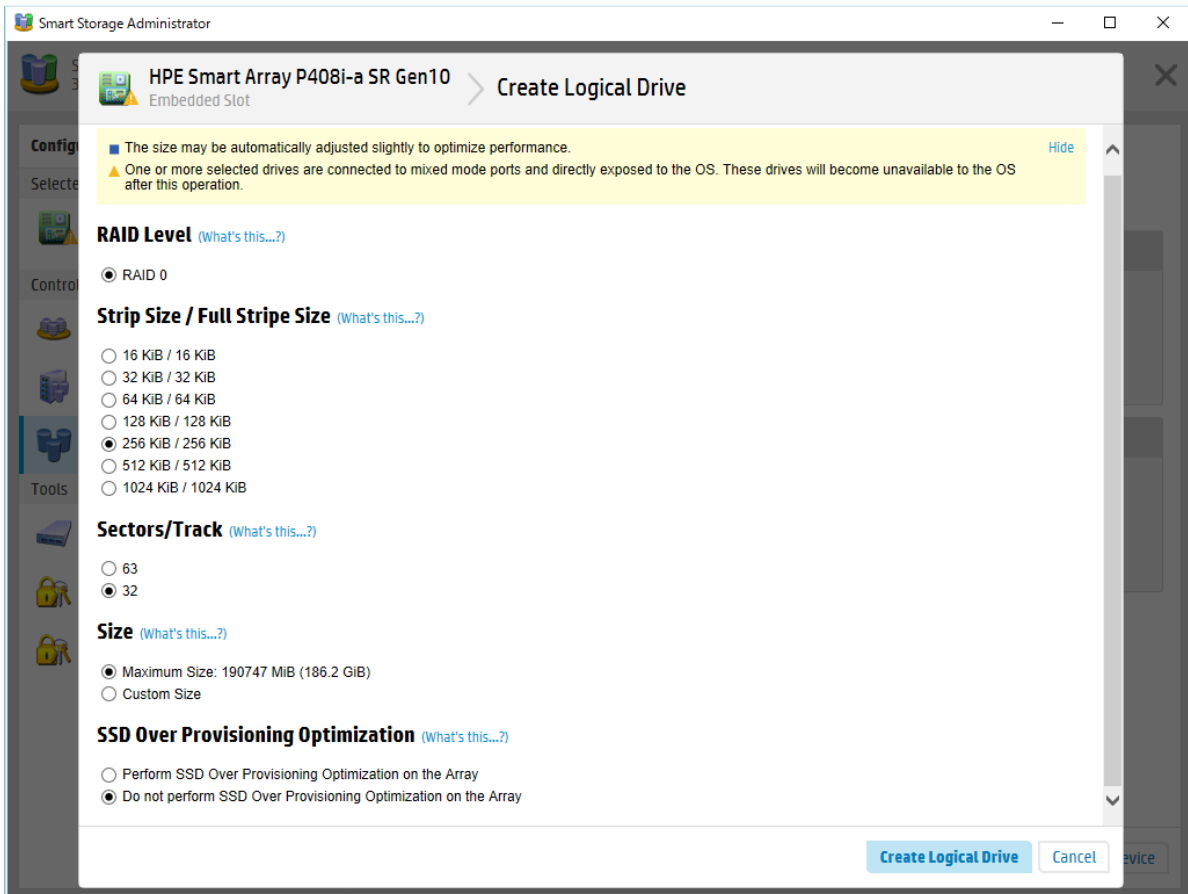 Smart Storage Administrator
S
3
HPE Smart Array P408i-a SR Gen10
Embedded Slot
Create Logical Drive
Config
Selecte
Control
Tools
The size may be automatically adjusted slightly to optimize performance.
Hide
One or more selected drives are connected to mixed mode ports and directly exposed to the OS. These drives will become unavailable to the OS
after this operation.
RAID Level (What's this...?)
RAID 0
Strip Size / Full Stripe Size (What's this...?)
16 KiB / 16 KiB
32 KiB / 32 KiB
64 KiB / 64 KiB
128 KiB / 128 KiB
256 KiB / 256 KiB
512 KiB / 512 KiB
1024 KiB / 1024 KiB
Sectors/Track (What's this...?)
63
32
Size (What's this...?)
Maximum Size: 190747 MiB (186.2 GiB)
Custom Size
SSD Over Provisioning Optimization (What's this...?)
Perform SSD Over Provisioning Optimization on the Array
Do not perform SSD Over Provisioning Optimization on the Array
Create Logical Drive
Cancel
evice